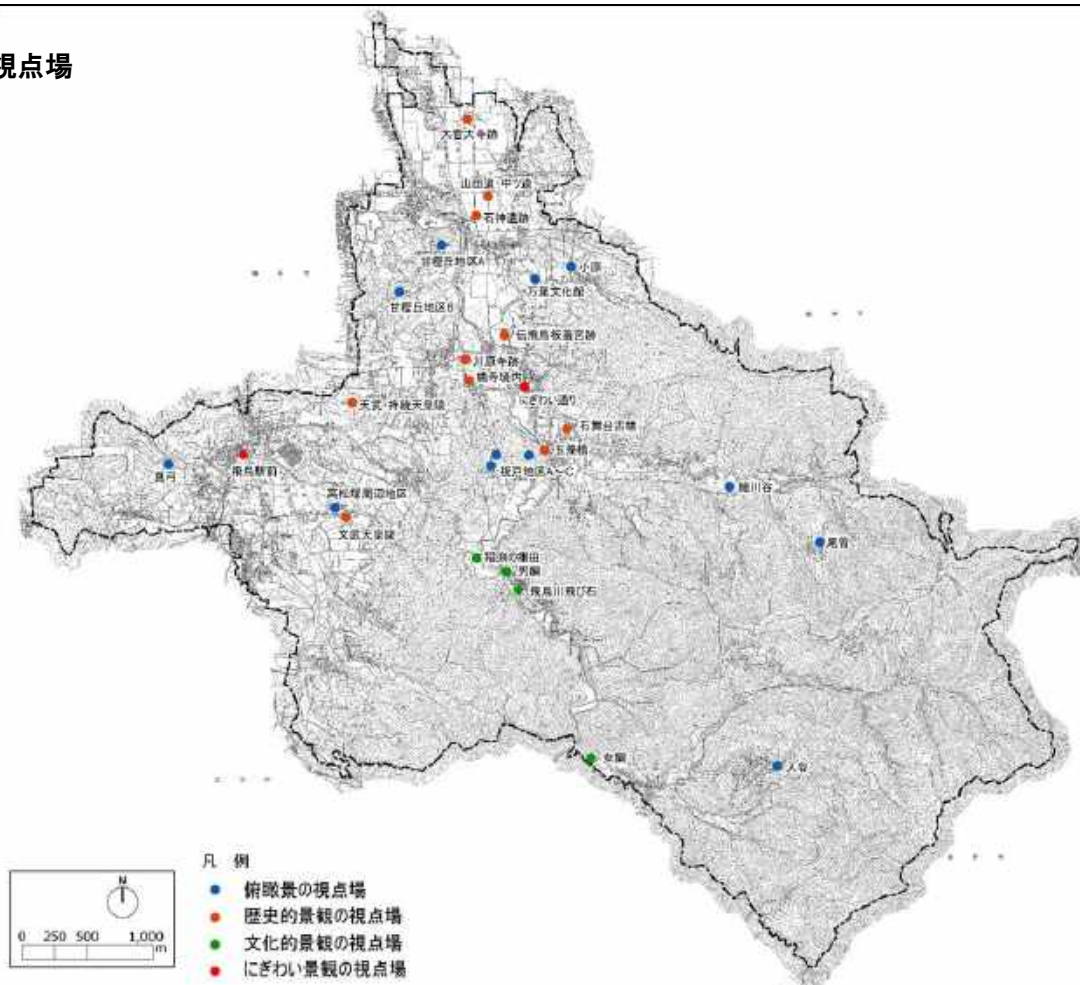 視点場
大官大寺跡
山田道・中ツ道
石神遺跡
甘樫丘地区A
小原
万葉文化館
甘樫丘地区B
伝飛鳥板蓋宮跡
川原寺跡
橘寺境内
にぎわい通り
天武・持統天皇陵
石舞台古墳
玉藻橋
飛鳥駅前
真弓
坂戸地区A～C
細川谷
高松塚周辺地区
文武天皇陵
尾曽
稲渕の棚田
男綱
飛鳥川飛び石
女綱
入谷
凡 例
俯瞰景の視点場
歴史的景観の視点場
文化的景観の視点場
にぎわい景観の視点場
N
0 250 500 1,000
m